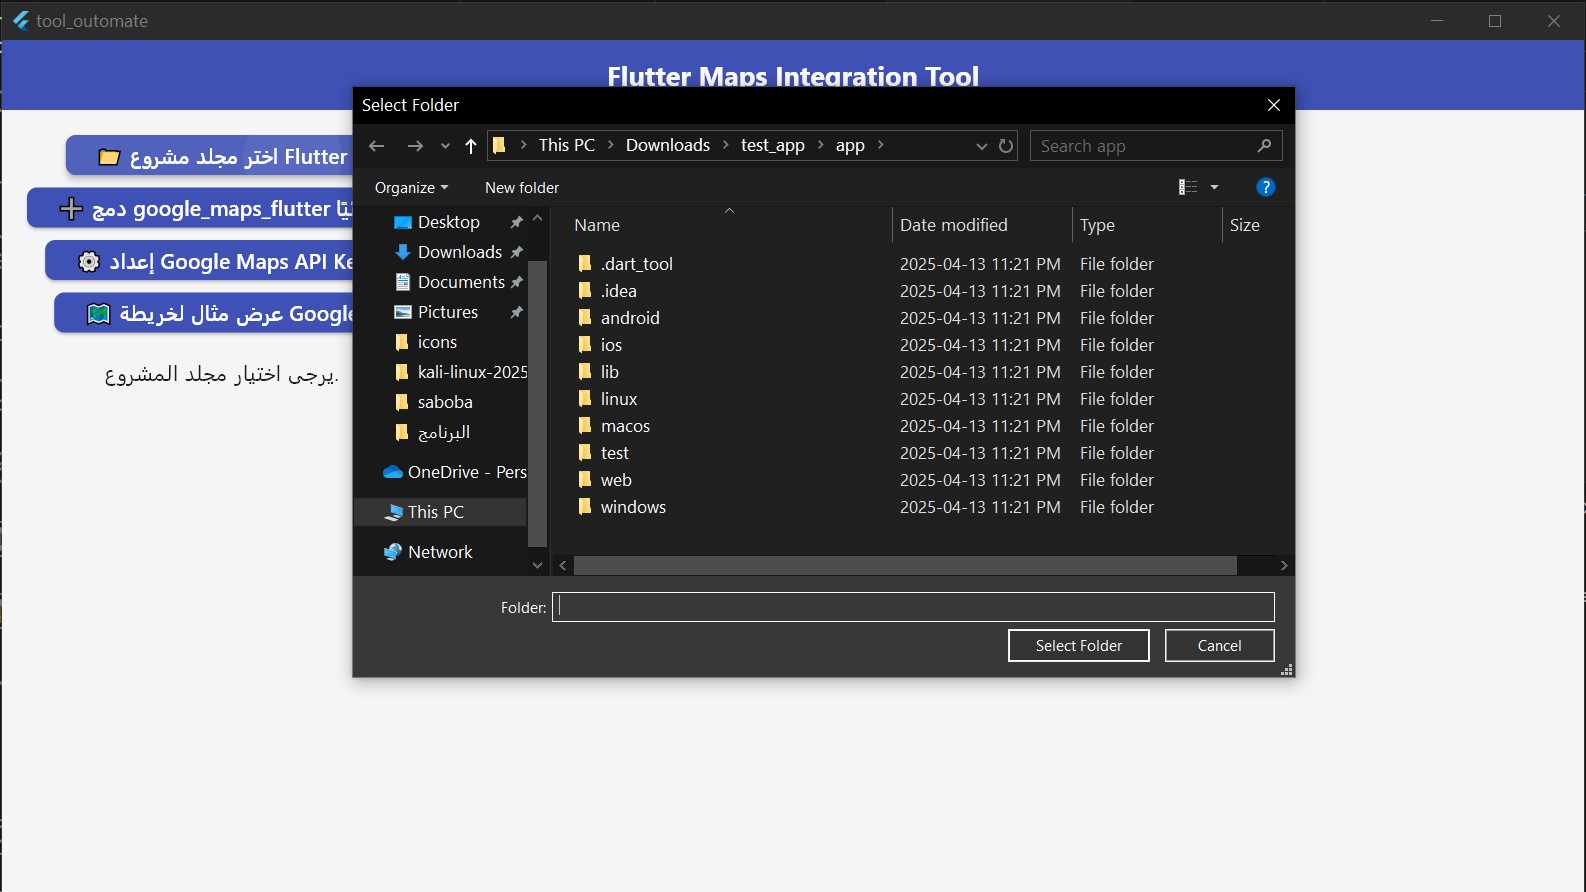 tool_outomate
Flutter Maps Integration Tool
اختر مجلد مشروع Flutter
دمج google_maps_flutter
إعداد Google Maps API
عرض مثال لخريطة
يرجى اختيار مجلد المشروع.
Select Folder
This PC > Downloads > test_app > app >
Search app
Organize
New folder
Desktop
Downloads
Documents
Pictures
icons
kali-linux-2025
saboba
البرنامج
OneDrive - Pers
This PC
Network
Name Date modified Type Size
.dart_tool 2025-04-13 11:21 PM File folder
.idea 2025-04-13 11:21 PM File folder
android 2025-04-13 11:21 PM File folder
ios 2025-04-13 11:21 PM File folder
lib 2025-04-13 11:21 PM File folder
linux 2025-04-13 11:21 PM File folder
macos 2025-04-13 11:21 PM File folder
test 2025-04-13 11:21 PM File folder
web 2025-04-13 11:21 PM File folder
windows 2025-04-13 11:21 PM File folder
Folder:
Select Folder
Cancel